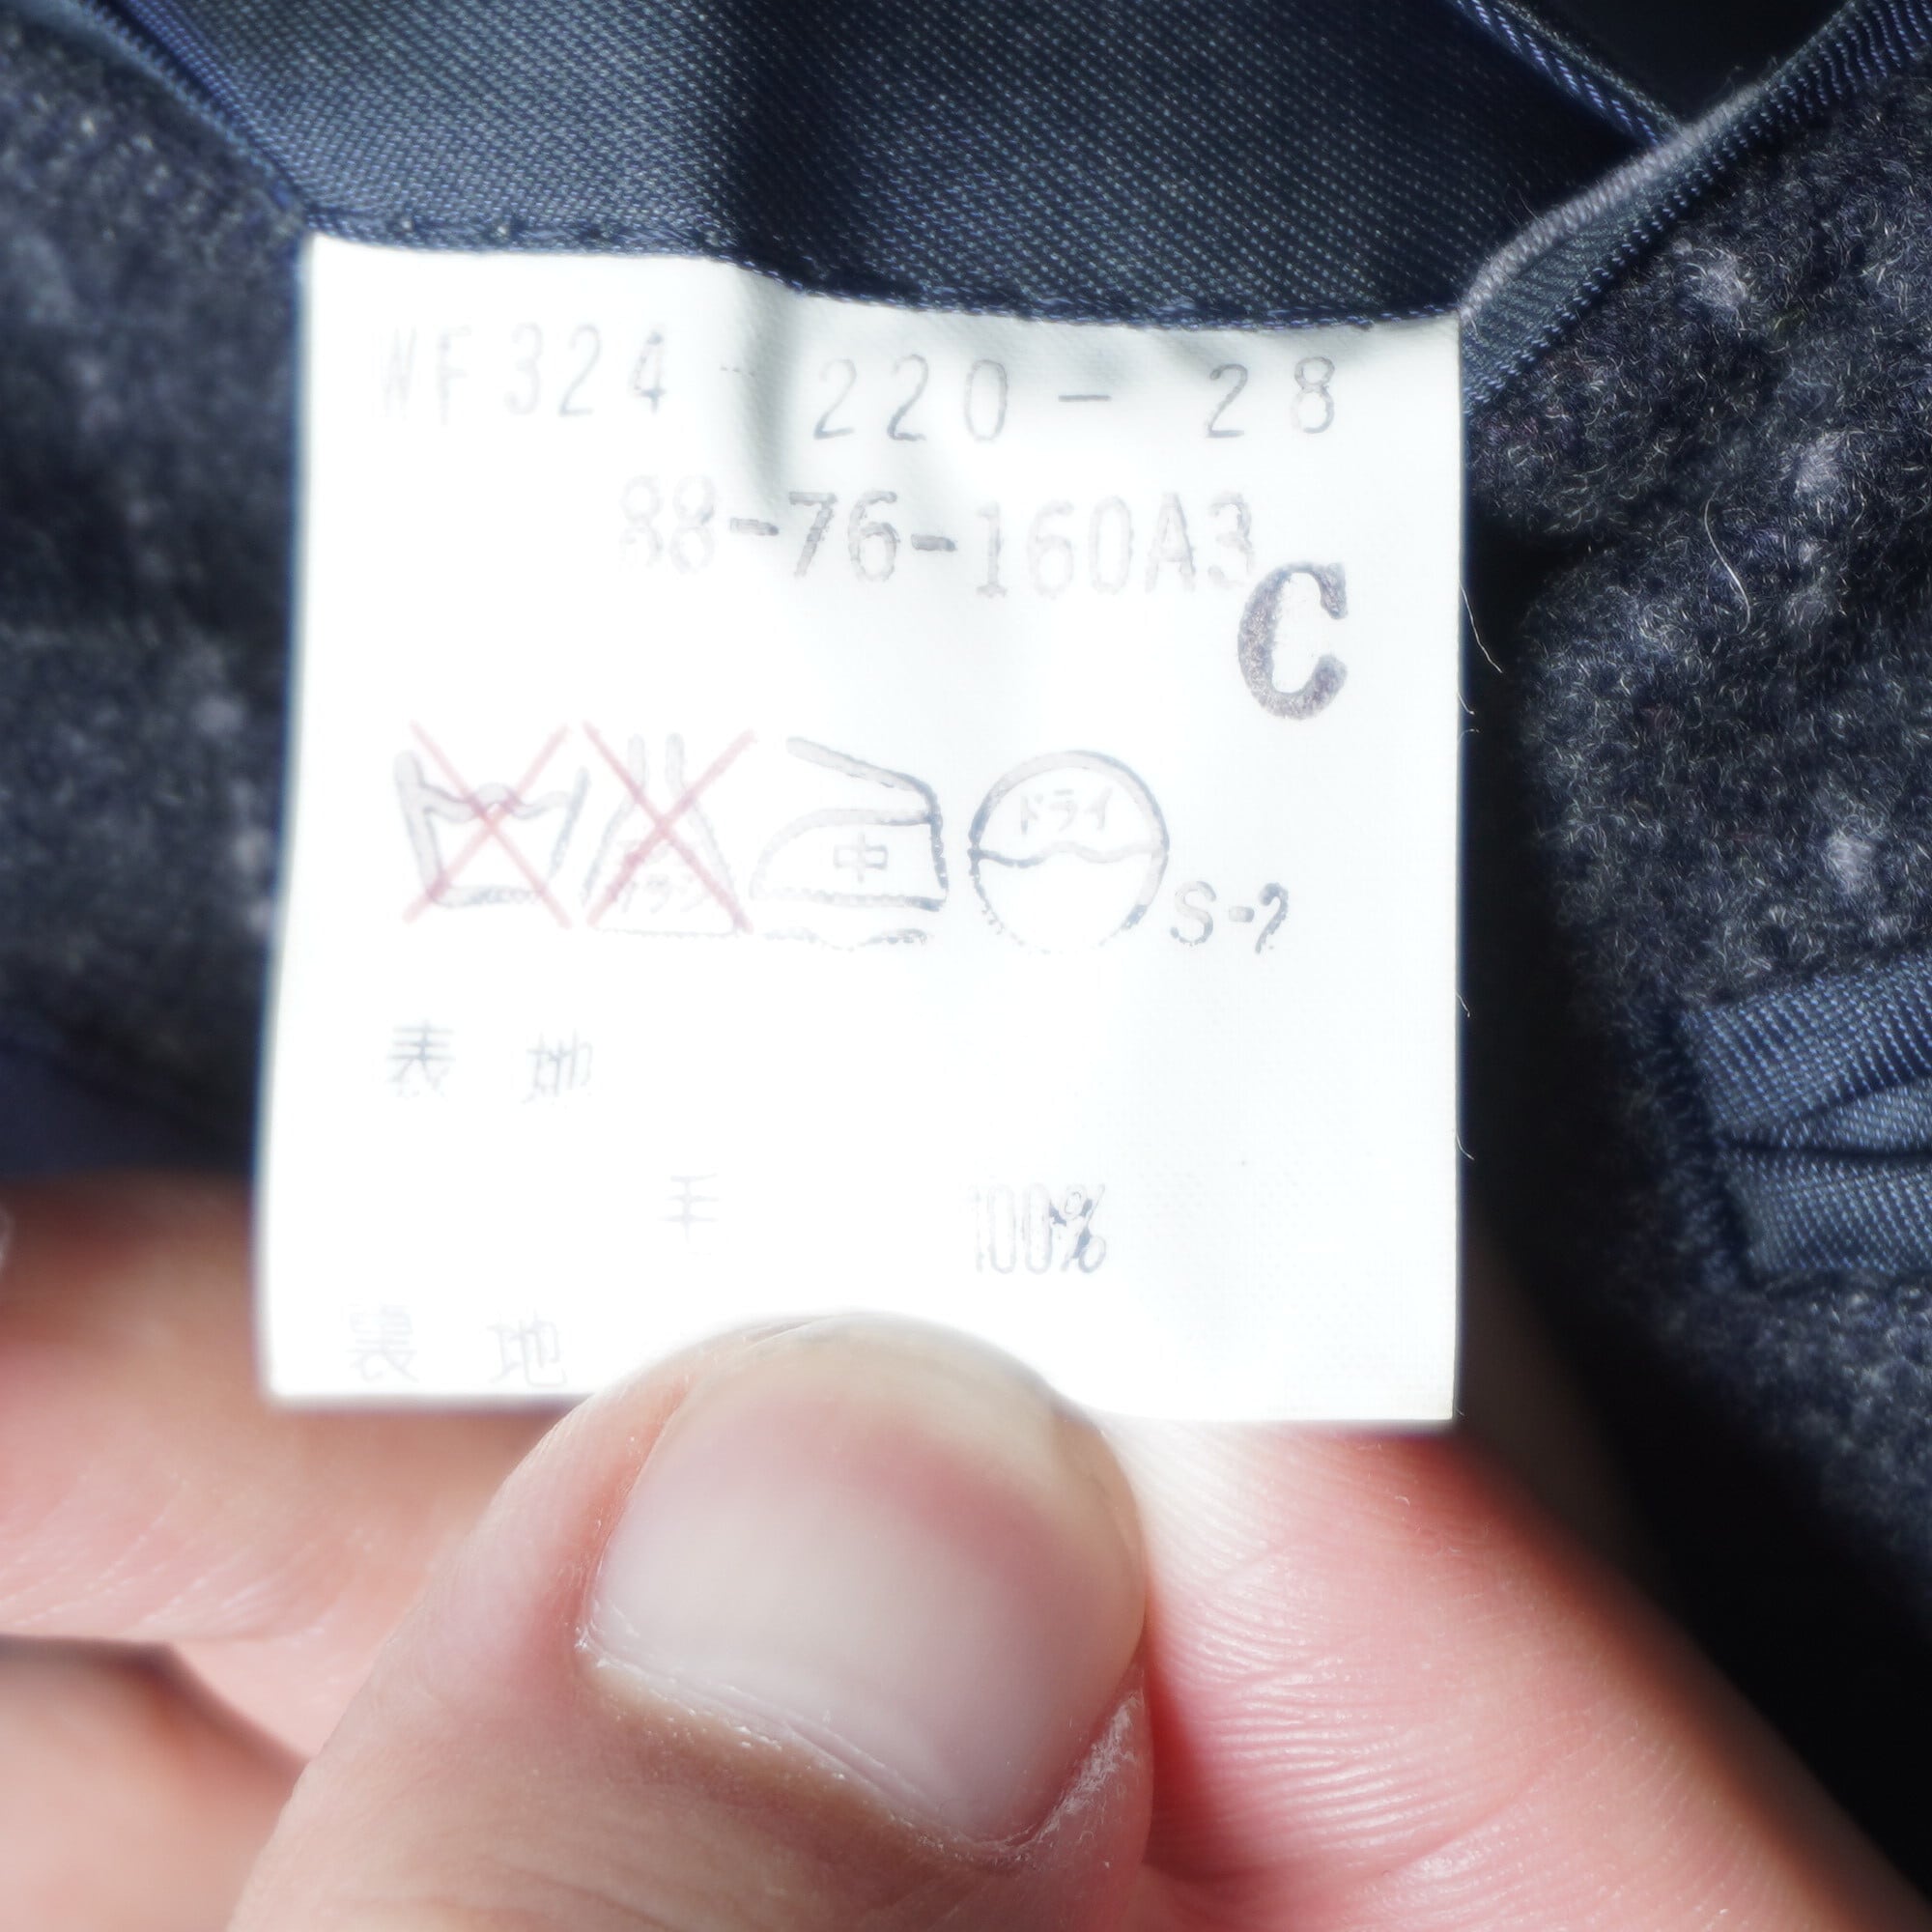 WF324-220-28
88-76-160A3
C
中
ドライ
S-2
表地
毛 100%
裏地